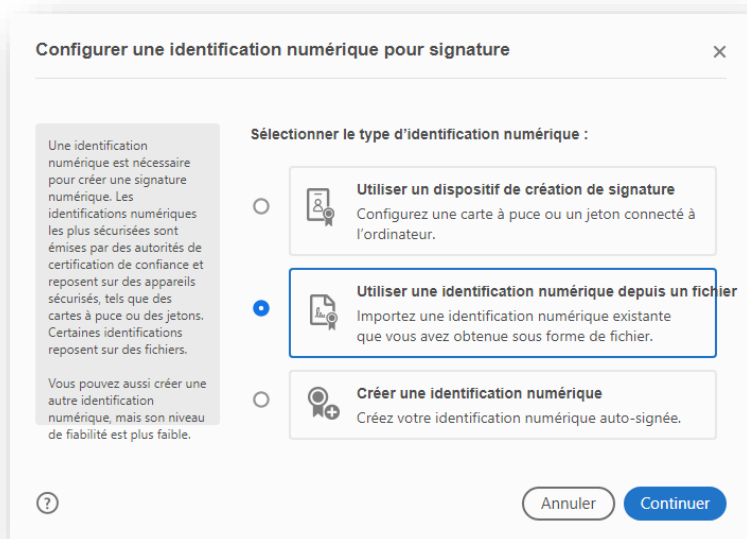 Configurer une identification numérique pour signature
Une identification
numérique est nécessaire
pour créer une signature
numérique. Les
identifications numériques
les plus sécurisées sont
émises par des autorités de
certification de confiance et
reposent sur des appareils
sécurisés, tels que des
cartes à puce ou des jetons.
Certaines identifications
reposent sur des fichiers.
Vous pouvez aussi créer une
autre identification
numérique, mais son niveau
de fiabilité est plus faible.
Sélectionner le type d'identification numérique :
Utiliser un dispositif de création de signature
Configurez une carte à puce ou un jeton connecté à
l'ordinateur.
Utiliser une identification numérique depuis un fichier
Importez une identification numérique existante
que vous avez obtenue sous forme de fichier.
Créer une identification numérique
Créez votre identification numérique auto-signée.
?
Annuler
Continuer